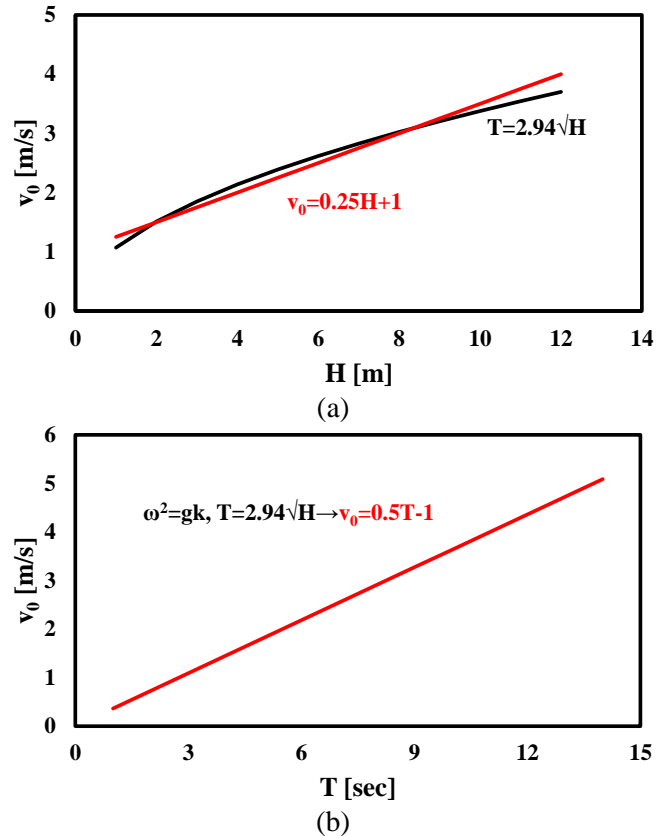 5
4
3
2
1
0
v₀ [m/s]
T=2.94√H
v₀=0.25H+1
0 2 4 6 8 10 12 14
H [m]
(a)
6
5
4
3
2
1
0
v₀ [m/s]
ω²=gk, T=2.94√H→v₀=0.5T-1
0 3 6 9 12 15
T [sec]
(b)